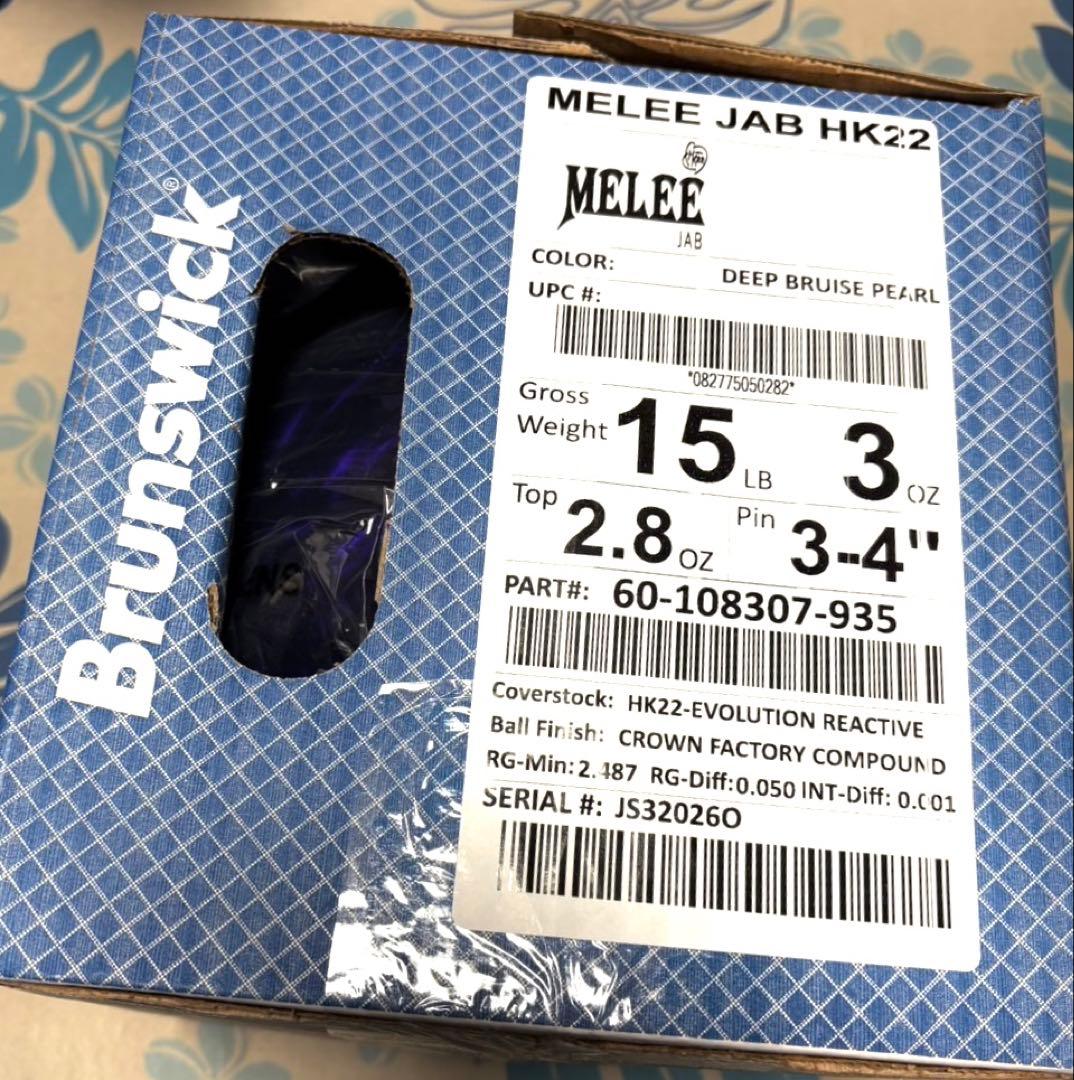 Brunswick®
MELEE JAB HK22
MELEE
JAB
COLOR: DEEP BRUISE PEARL
UPC #:
*082775050282*
Gross Weight 15 LB 3 OZ
Top 2.8 OZ Pin 3-4"
PART#: 60-108307-935
Coverstock: HK22-EVOLUTION REACTIVE
Ball Finish: CROWN FACTORY COMPOUND
RG-Min: 2.487 RG-Diff: 0.050 INT-Diff: 0.001
SERIAL #: JS32026O